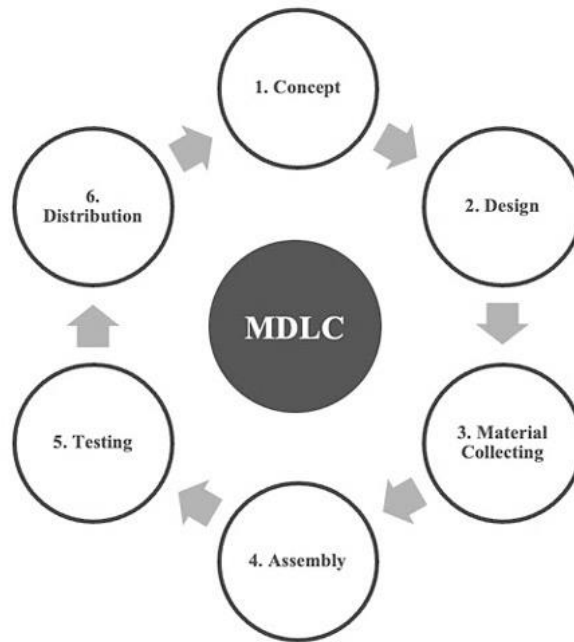 1. Concept
2. Design
3. Material
Collecting
4. Assembly
5. Testing
6.
Distribution
MDLC